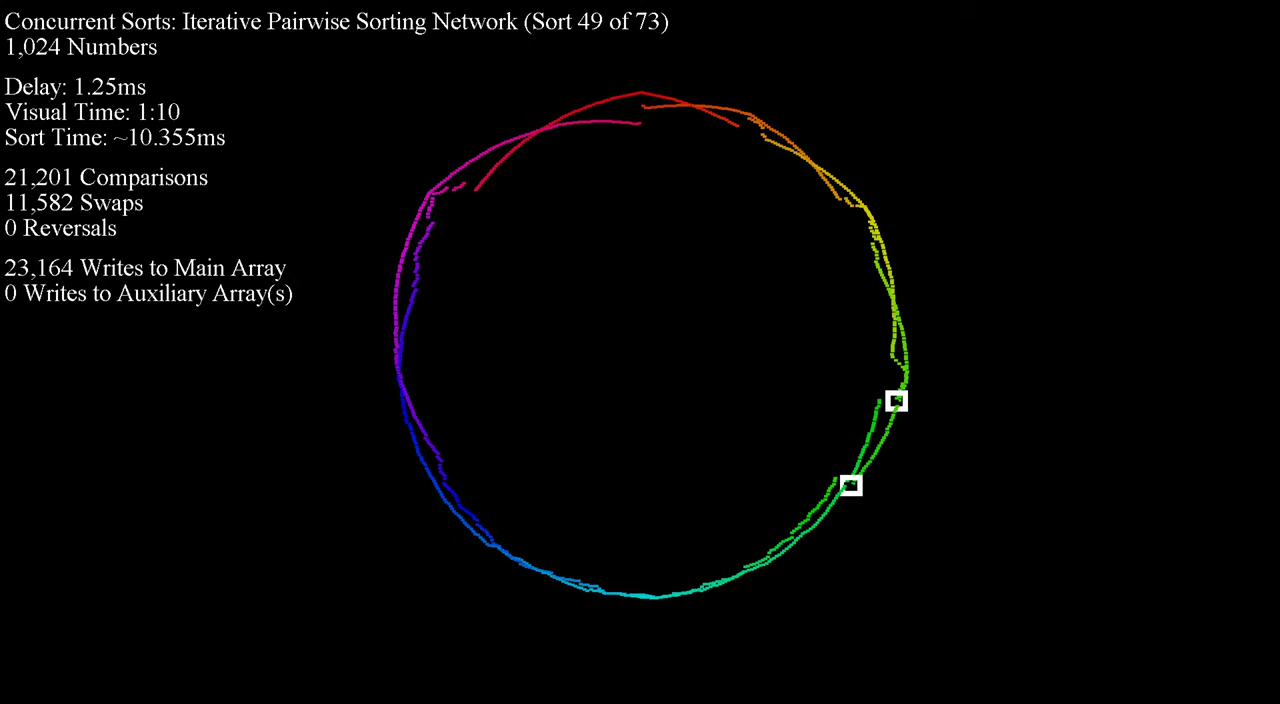 Concurrent Sorts: Iterative Pairwise Sorting Network (Sort 49 of 73)
1,024 Numbers
Delay: 1.25ms
Visual Time: 1:10
Sort Time: ~10.355ms
21,201 Comparisons
11,582 Swaps
0 Reversals
23,164 Writes to Main Array
0 Writes to Auxiliary Array(s)